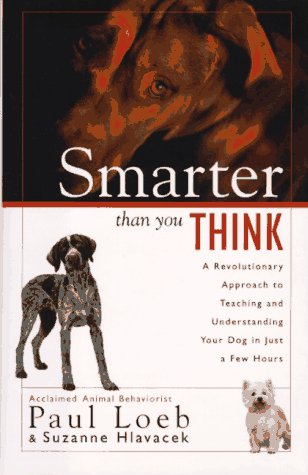 Smarter
than you THINK
A Revolutionary
Approach to
Teaching and
Understanding
Your Dog in Just
a Few Hours
Acclaimed Animal Behaviorist
Paul Loeb
& Suzanne Hlavacek